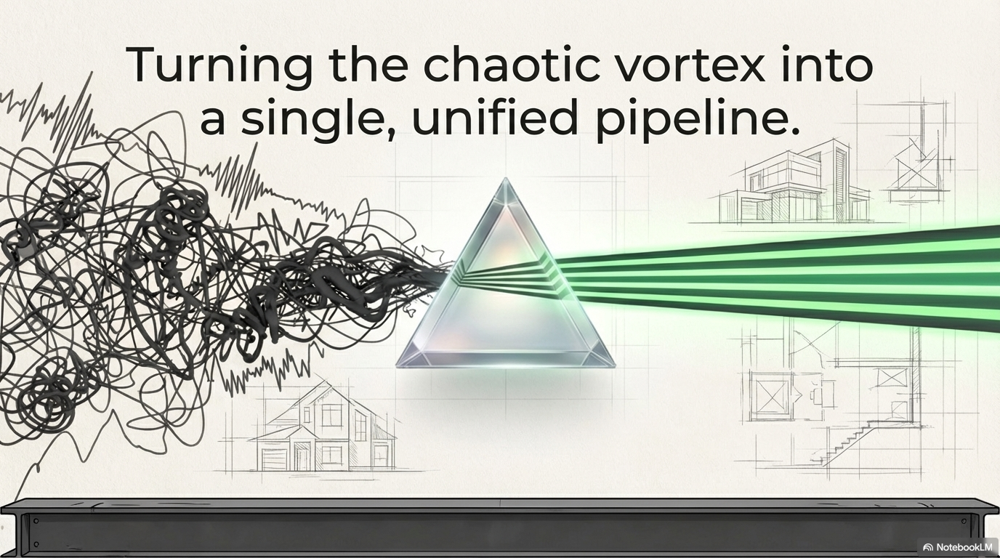 Turning the chaotic vortex into
a single, unified pipeline.
NotebookLM